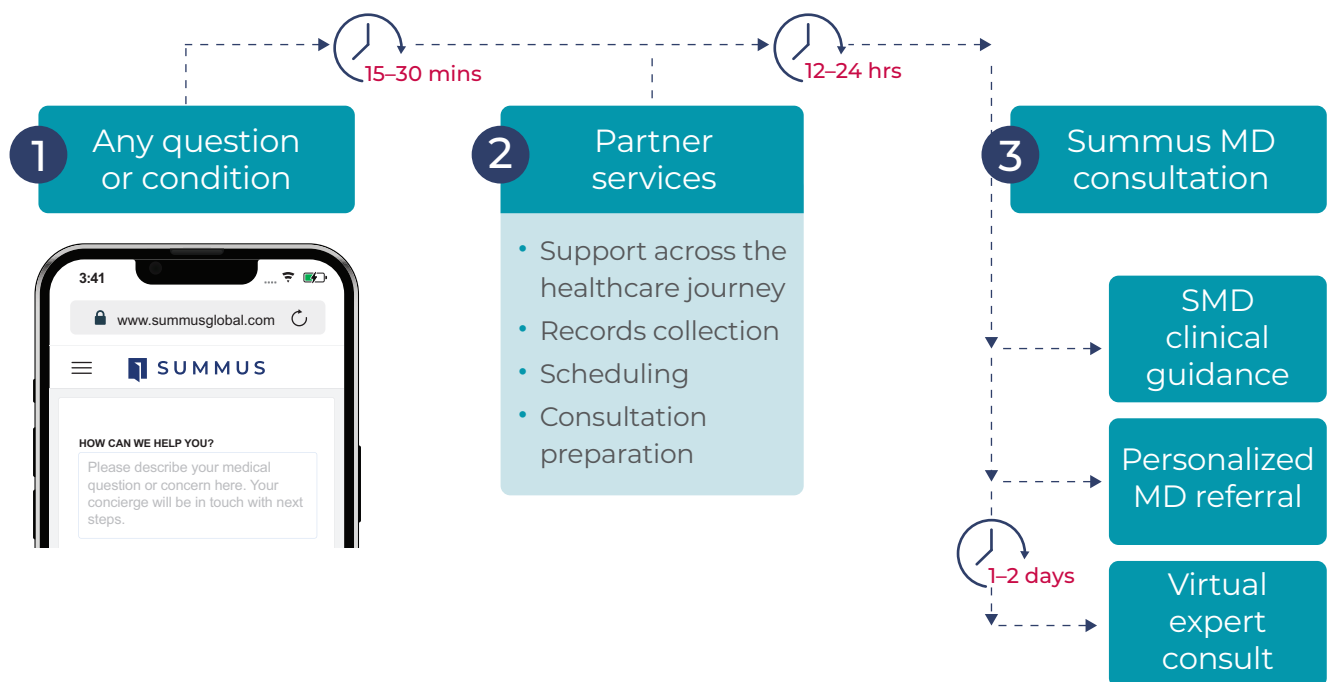 15–30 mins
12–24 hrs
1
Any question
or condition
2
Partner
services
3
Summus MD
consultation
• Support across the
healthcare journey
• Records collection
• Scheduling
• Consultation
preparation
3:41
www.summusglobal.com
SUMMUS
HOW CAN WE HELP YOU?
Please describe your medical
question or concern here. Your
concierge will be in touch with next
steps.
SMD
clinical
guidance
Personalized
MD referral
1–2 days
Virtual
expert
consult